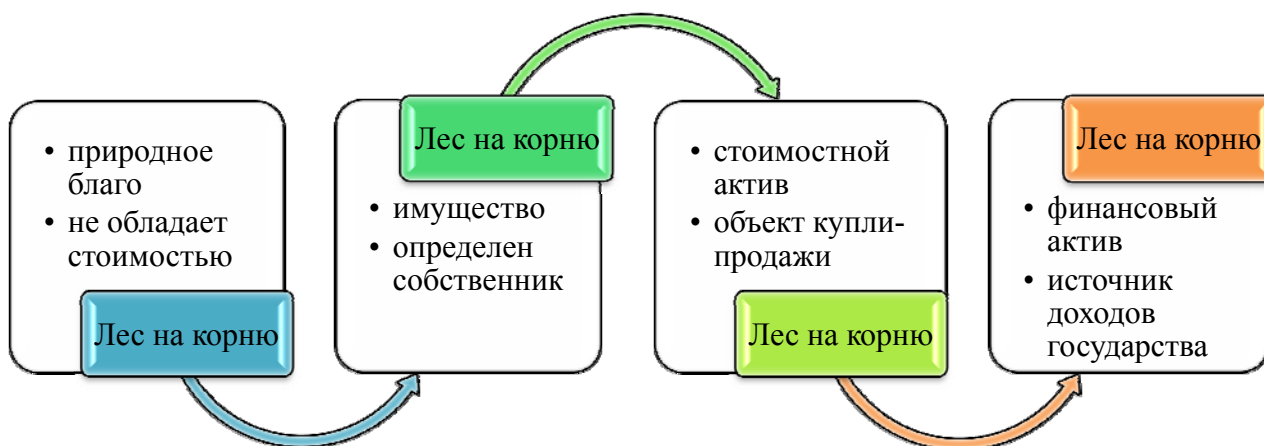 • природное
благо
• не обладает
стоимостью
Лес на корню
Лес на корню
• имущество
• определен
собственник
• стоимостной
актив
• объект купли-
продажи
Лес на корню
Лес на корню
• финансовый
актив
• источник
доходов
государства